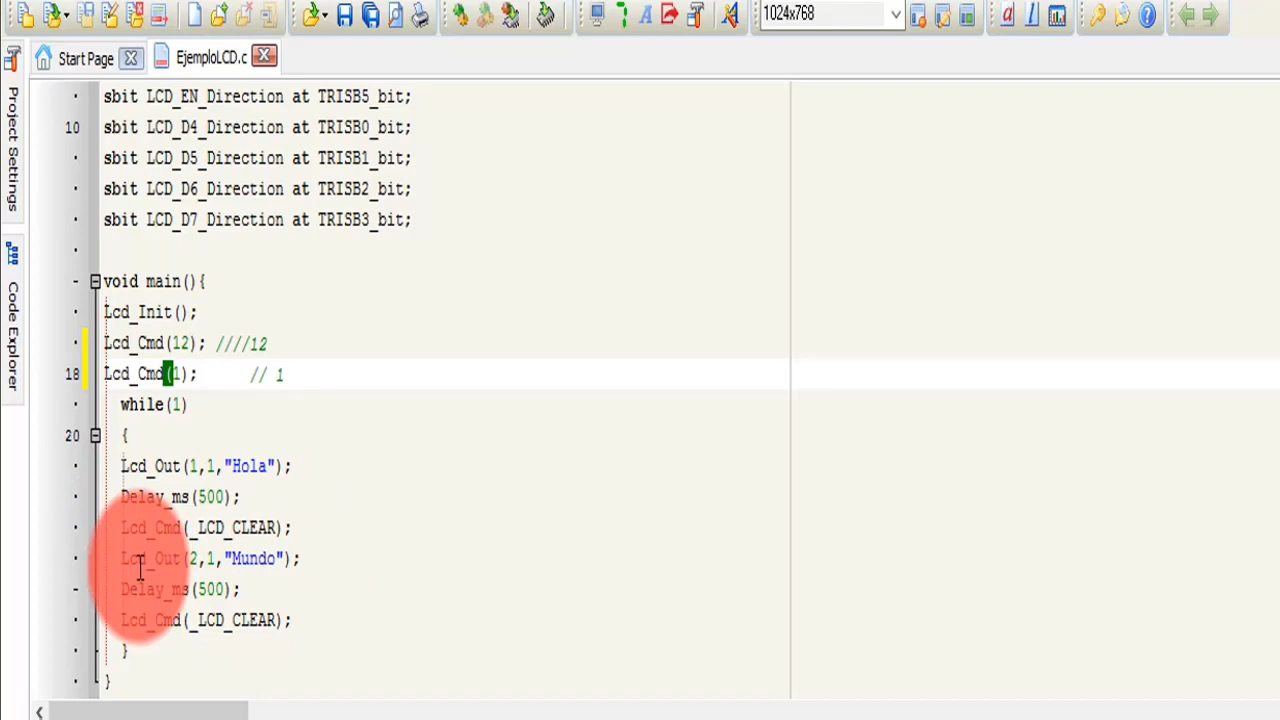 1024x768
Start Page
EjemploLCD.c
Project Settings
Code Explorer
sbit LCD_EN_Direction at TRISB5_bit;
10 sbit LCD_D4_Direction at TRISB0_bit;
sbit LCD_D5_Direction at TRISB1_bit;
sbit LCD_D6_Direction at TRISB2_bit;
sbit LCD_D7_Direction at TRISB3_bit;
void main(){
Lcd_Init();
Lcd_Cmd(12); ////12
18 Lcd_Cmd(1); // 1
while(1)
20 {
Lcd_Out(1,1,"Hola");
Delay_ms(500);
Lcd_Cmd(_LCD_CLEAR);
Lcd_Out(2,1,"Mundo");
Delay_ms(500);
Lcd_Cmd(_LCD_CLEAR);
}
}